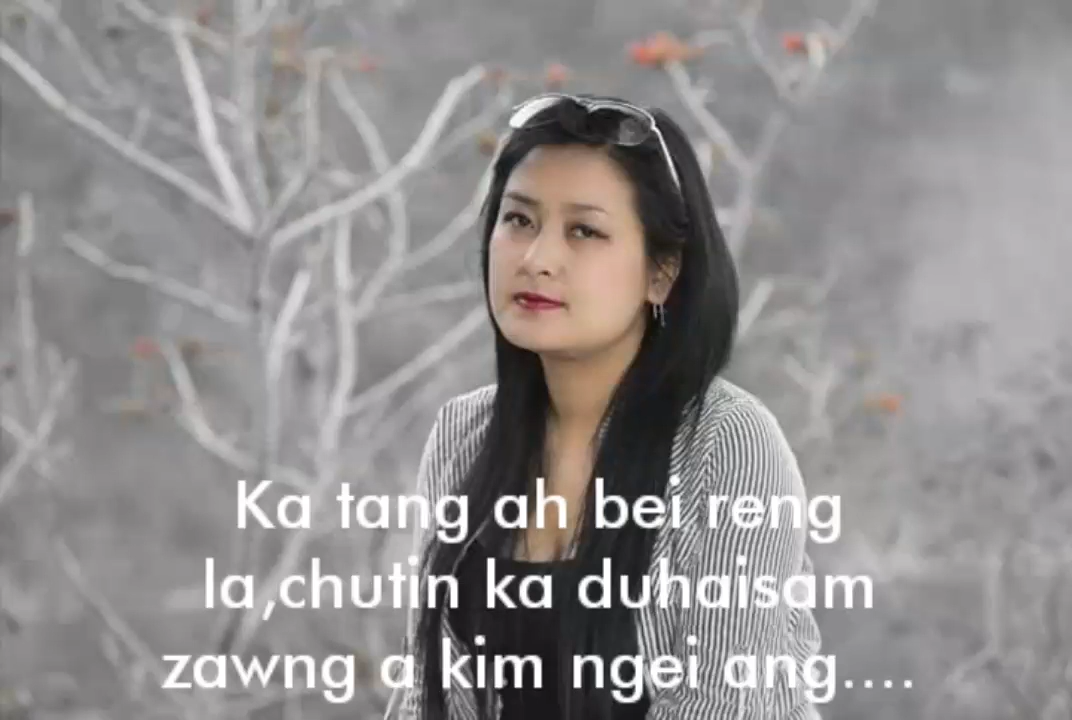 Ka tang ah bei reng
la,chutin ka duhaisam
zawng a kim ngei ang....